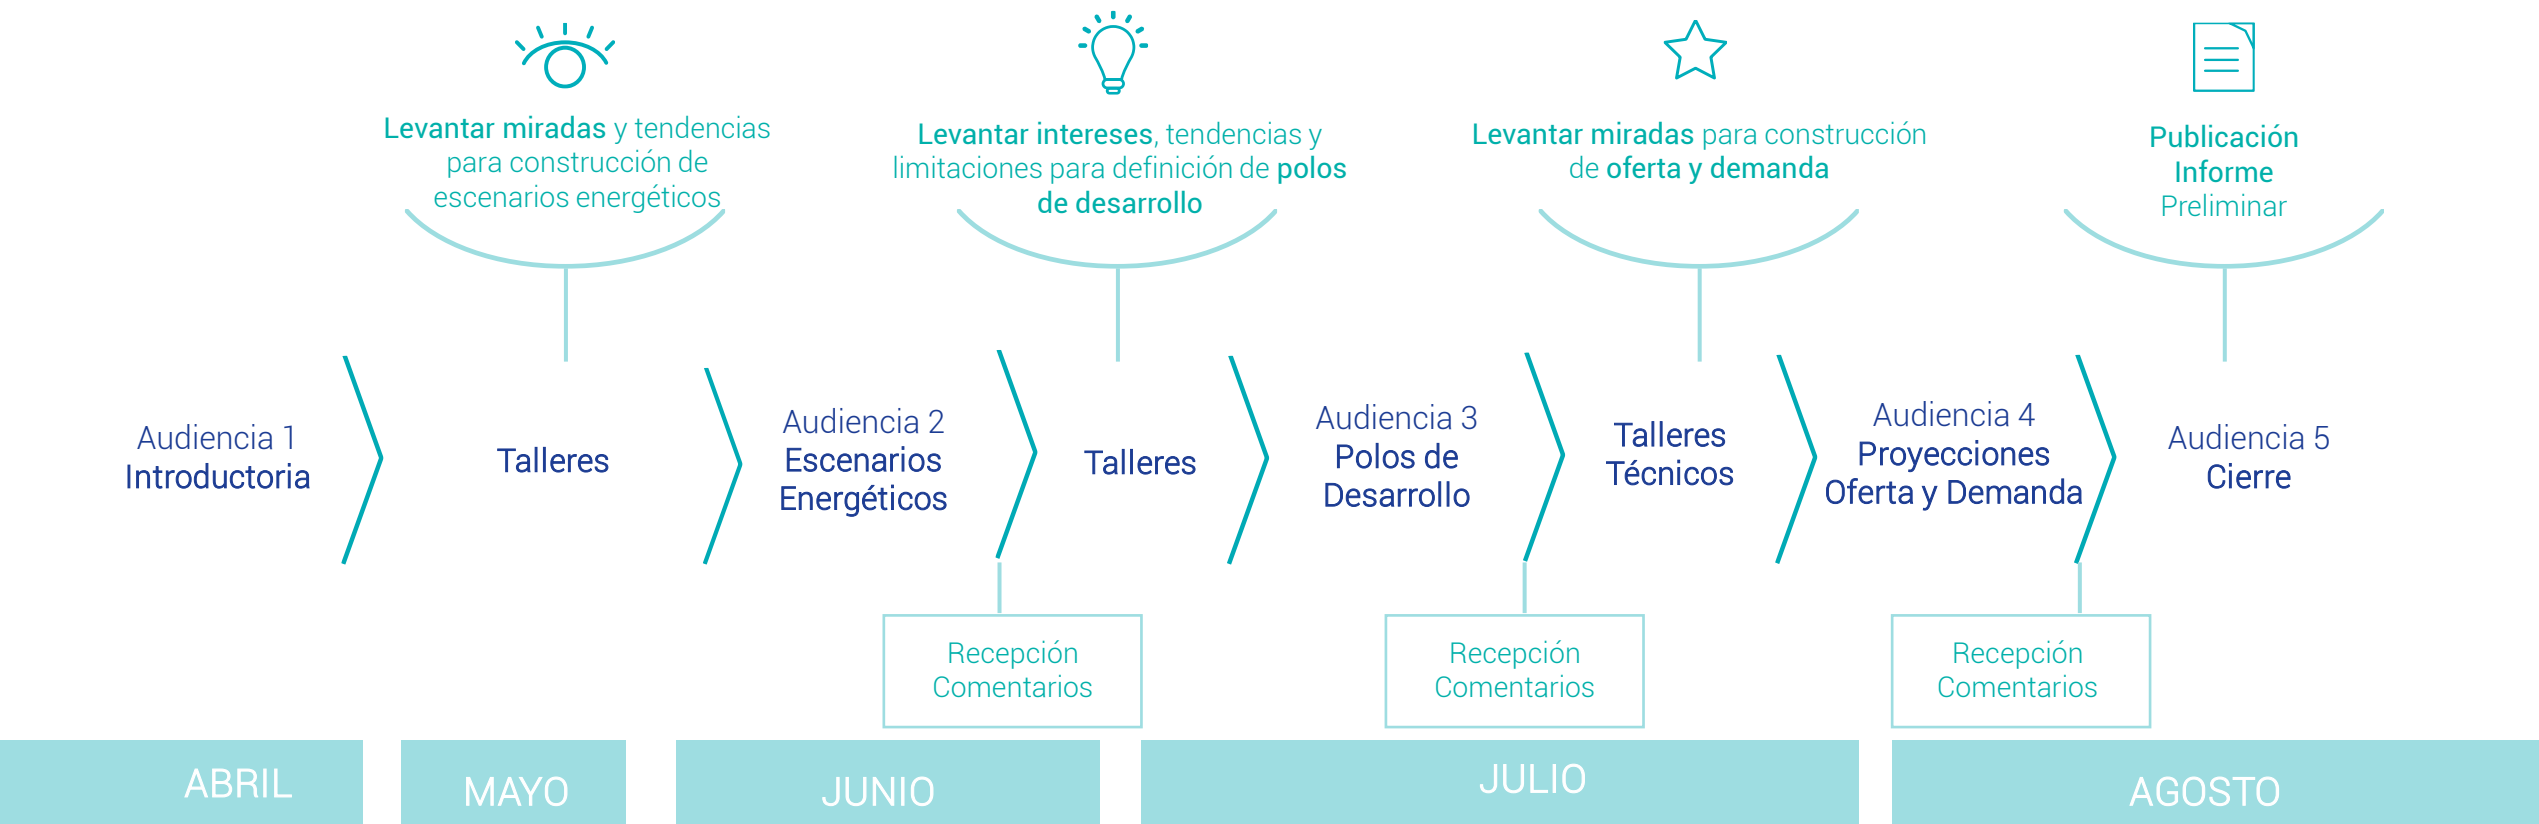 Levantar miradas y tendencias
para construcción de
escenarios energéticos
Levantar intereses, tendencias y
limitaciones para definición de polos
de desarrollo
Levantar miradas para construcción
de oferta y demanda
Publicación
Informe
Preliminar
Audiencia 1
Introductoria
Talleres
Audiencia 2
Escenarios
Energéticos
Talleres
Audiencia 3
Polos de
Desarrollo
Talleres
Técnicos
Audiencia 4
Proyecciones
Oferta y Demanda
Audiencia 5
Cierre
Recepción
Comentarios
Recepción
Comentarios
Recepción
Comentarios
ABRIL
MAYO
JUNIO
JULIO
AGOSTO